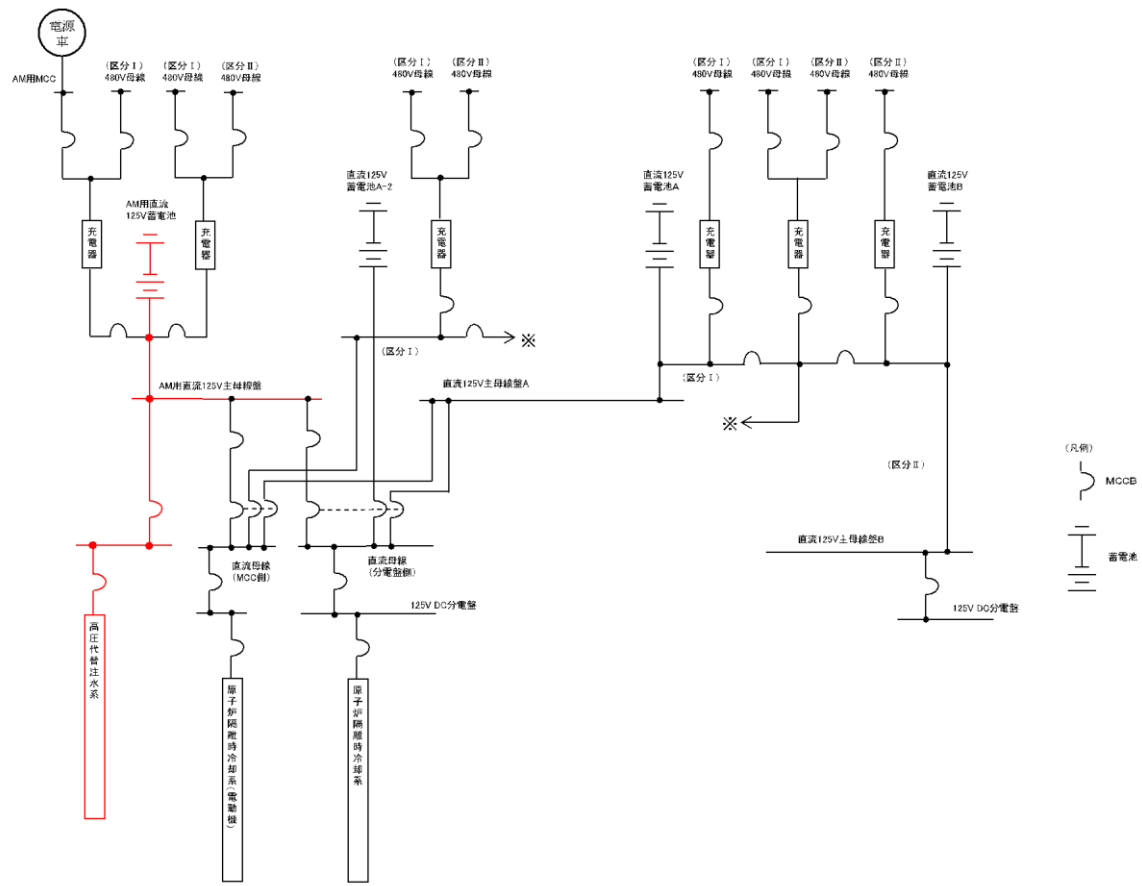 電源
車
AM用MCC
(区分Ⅰ)
480V母線
(区分Ⅰ)
480V母線
(区分Ⅱ)
480V母線
(区分Ⅰ)
480V母線
(区分Ⅱ)
480V母線
(区分Ⅰ)
480V母線
(区分Ⅰ)
480V母線
(区分Ⅱ)
480V母線
(区分Ⅱ)
480V母線
AM用直流
125V蓄電池
充電器
充電器
直流125V
蓄電池A-2
充電器
直流125V
蓄電池A
充電器
充電器
充電器
直流125V
蓄電池B
(区分Ⅰ)
※
(区分Ⅰ)
AM用直流125V主母線盤
直流125V主母線盤A
※
(区分Ⅱ)
(凡例)
MCCB
蓄電池
直流母線
(MCC側)
直流母線
(分電盤側)
直流125V主母線盤B
125V DC分電盤
125V DC分電盤
高圧代替注水系
原子炉隔離時冷却系(電動機)
原子炉隔離時冷却系